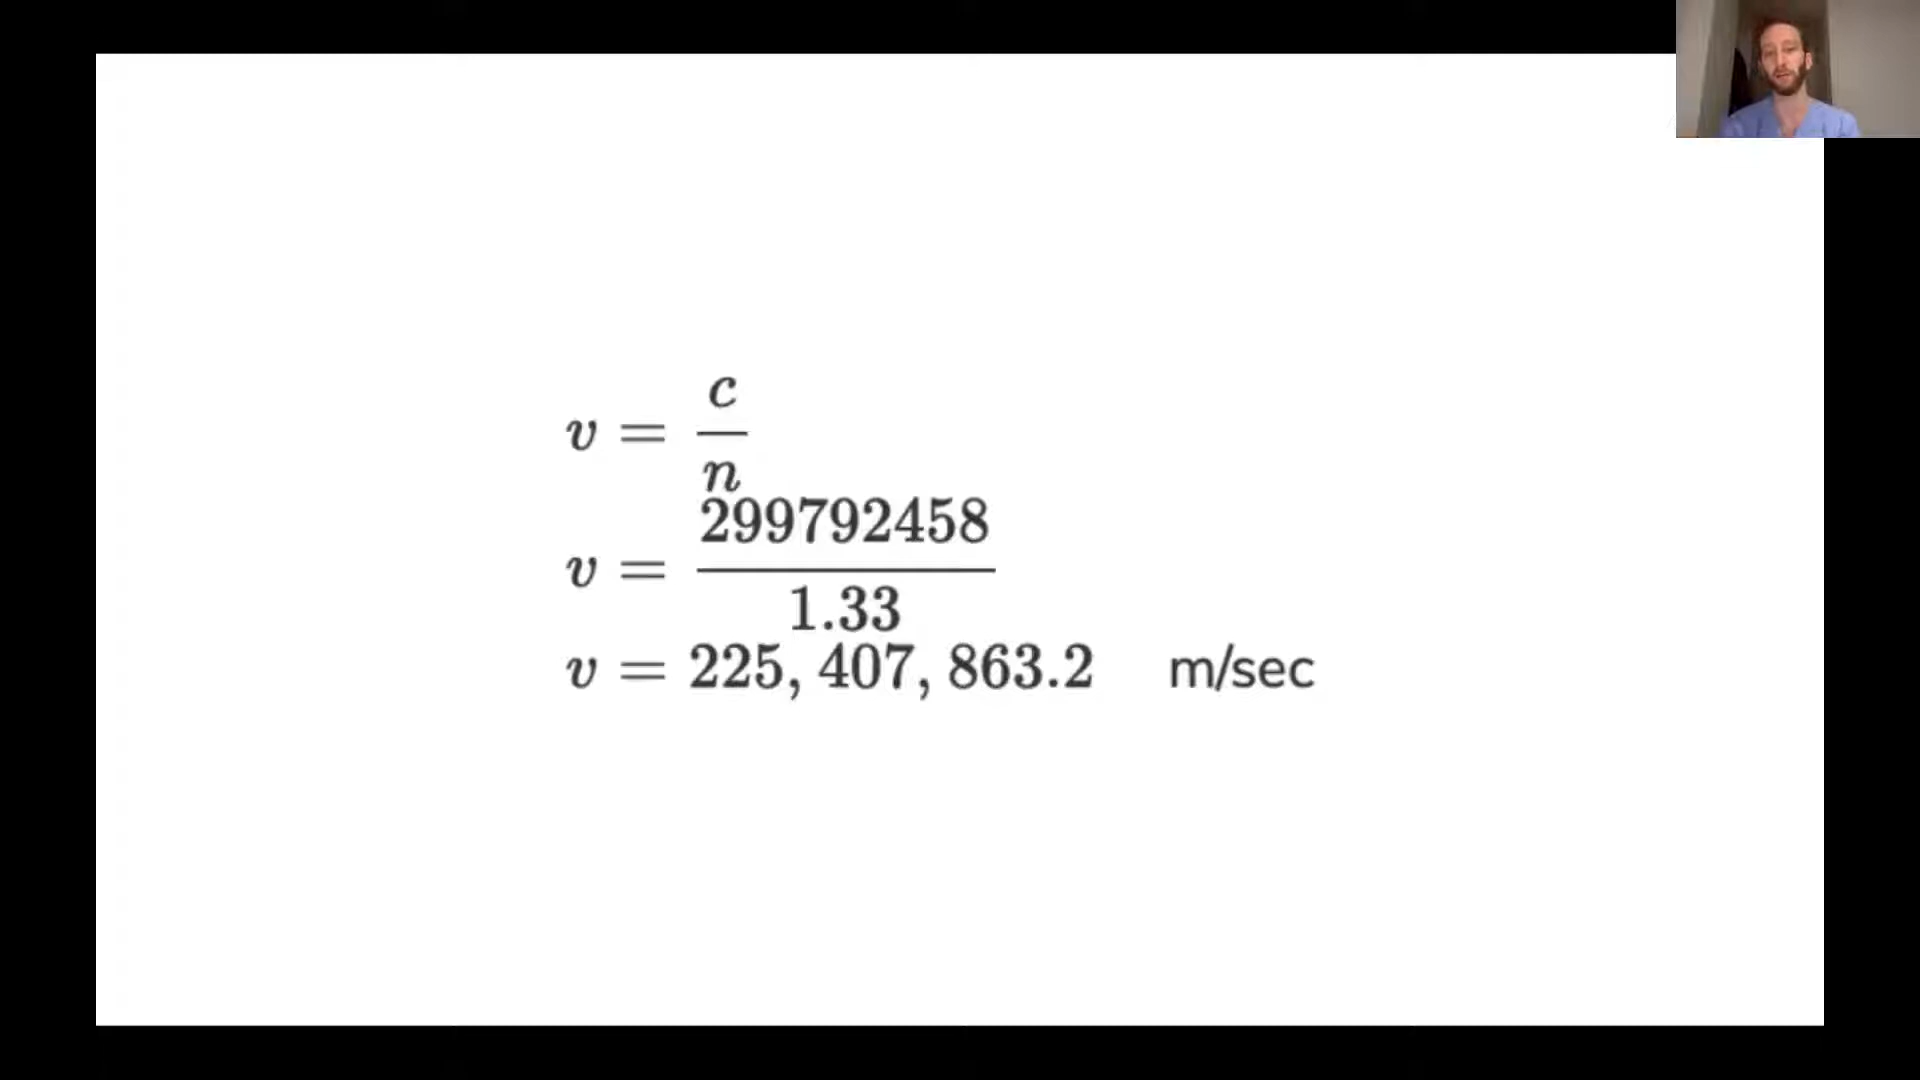 v = c/n
v = 299792458/1.33
v = 225, 407, 863.2 m/sec